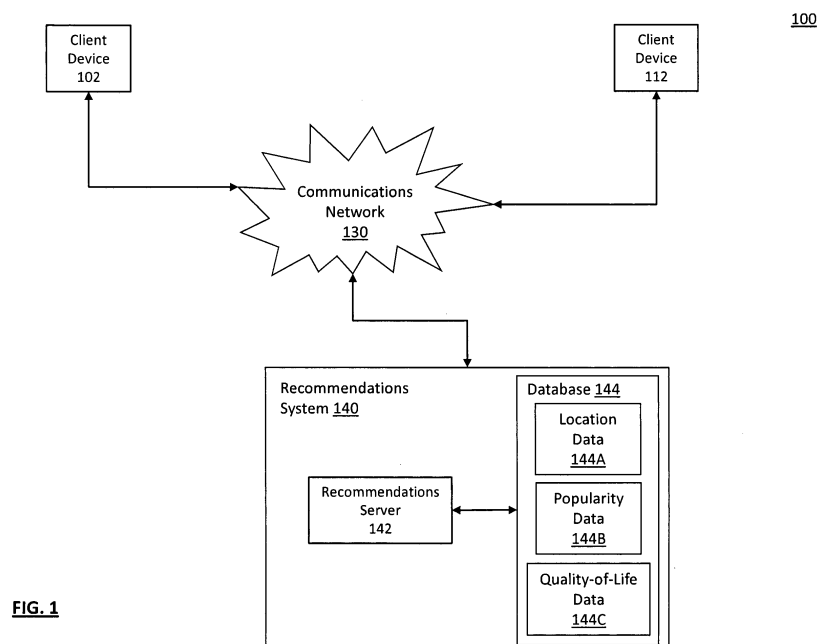 100
Client
Device
102
Client
Device
112
Communications
Network
130
Recommendations
System 140
Database 144
Location
Data
144A
Recommendations
Server
142
Popularity
Data
144B
Quality-of-Life
Data
144C
FIG. 1